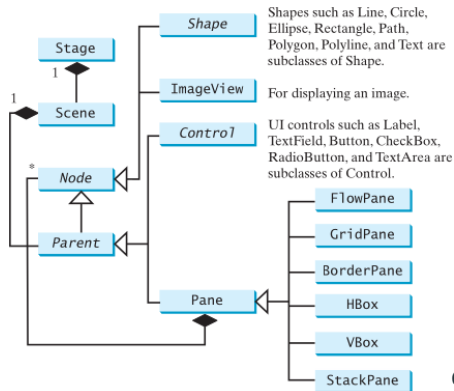 Shape
Shapes such as Line, Circle,
Ellipse, Rectangle, Path,
Polygon, Polyline, and Text are
subclasses of Shape.
Stage
1
1
Scene
ImageView
For displaying an image.
Control
UI controls such as Label,
TextField, Button, CheckBox,
RadioButton, and TextArea are
subclasses of Control.
*
Node
Parent
Pane
FlowPane
GridPane
BorderPane
HBox
VBox
StackPane